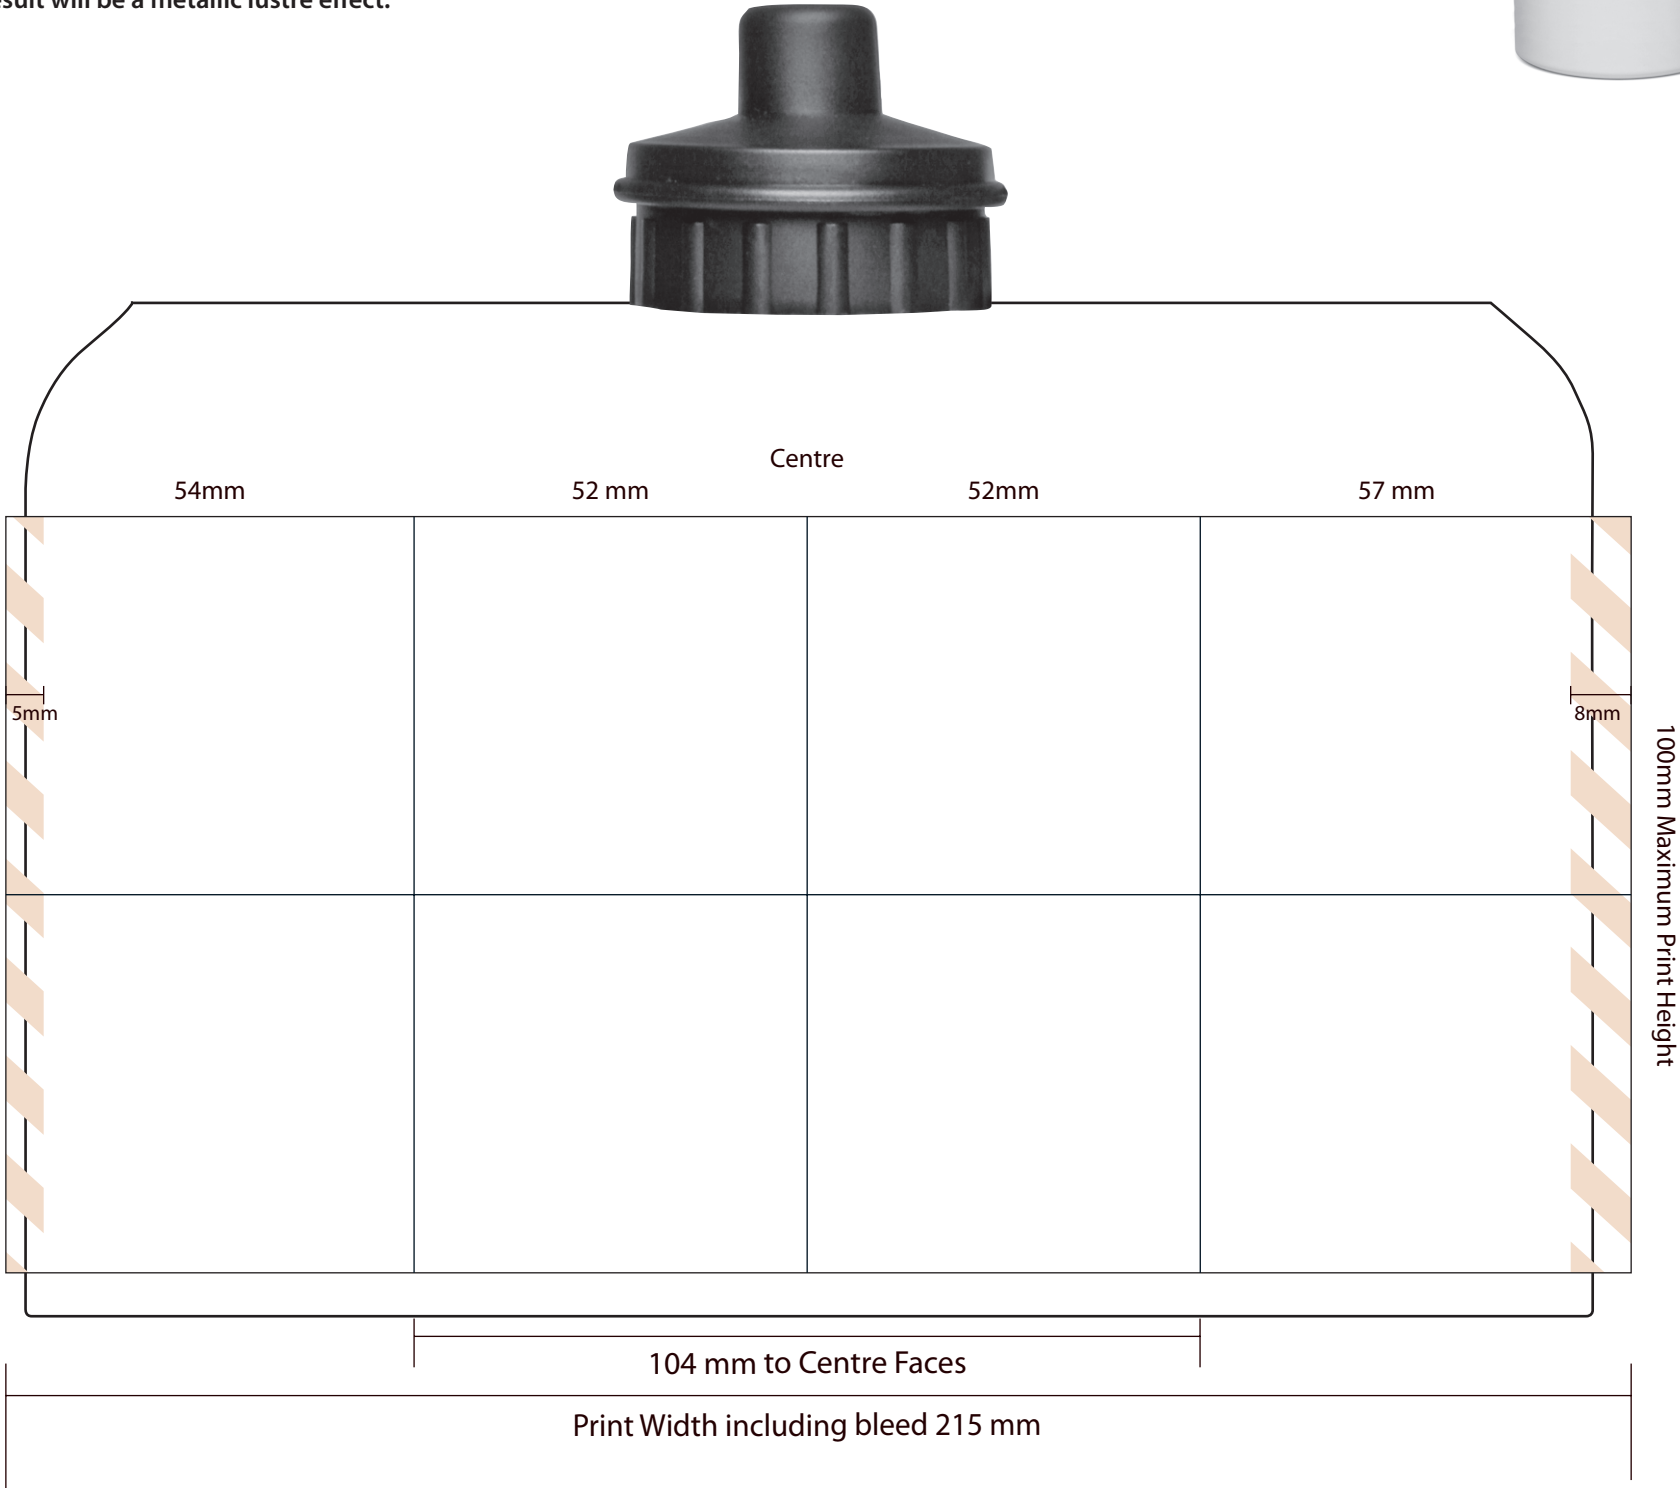 result will be a metallic lustre effect.
Centre
54mm
52 mm
52mm
57 mm
5mm
8mm
100mm Maximum Print Height
104 mm to Centre Faces
Print Width including bleed 215 mm